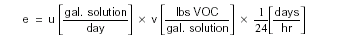 e = u [gal. solution / day] × v [lbs VOC / gal. solution] × 1/24 [days / hr]